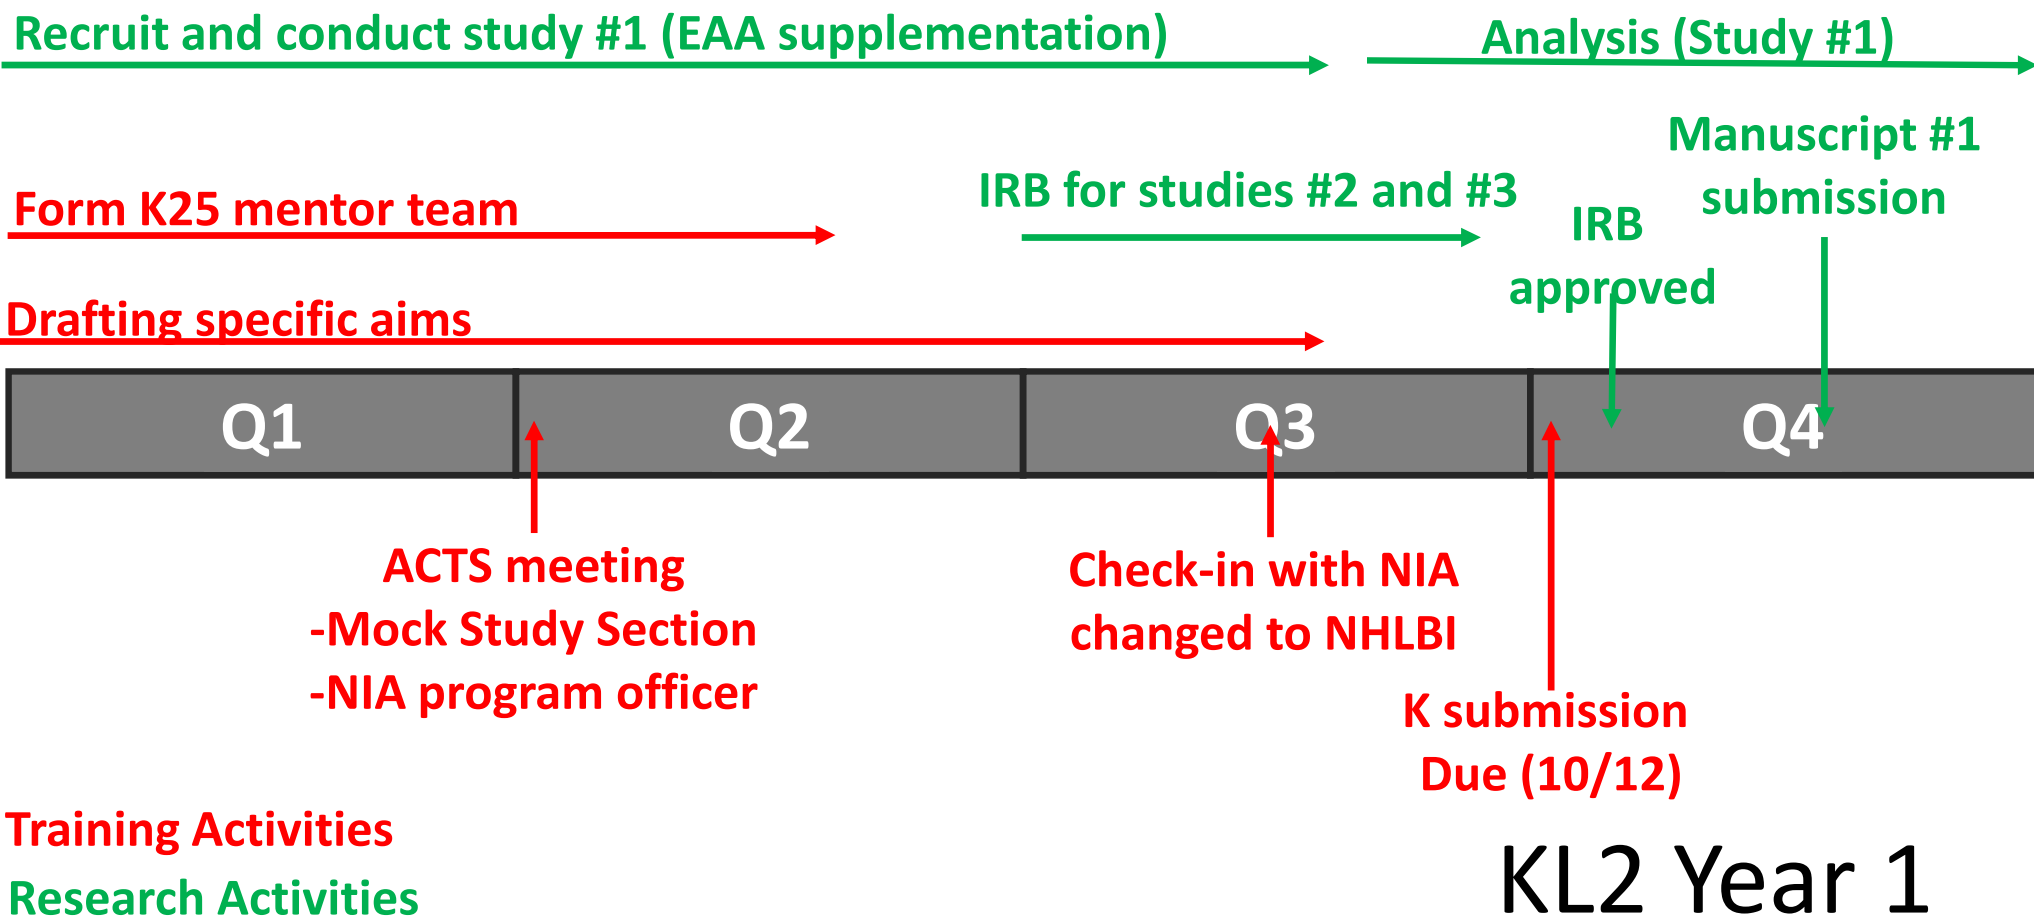 Recruit and conduct study #1 (EAA supplementation)
Analysis (Study #1)
Manuscript #1
submission
IRB for studies #2 and #3
Form K25 mentor team
IRB
approved
Drafting specific aims
Q1
Q2
Q3
Q4
ACTS meeting
-Mock Study Section
-NIA program officer
Check-in with NIA
changed to NHLBI
K submission
Due (10/12)
Training Activities
Research Activities
KL2 Year 1